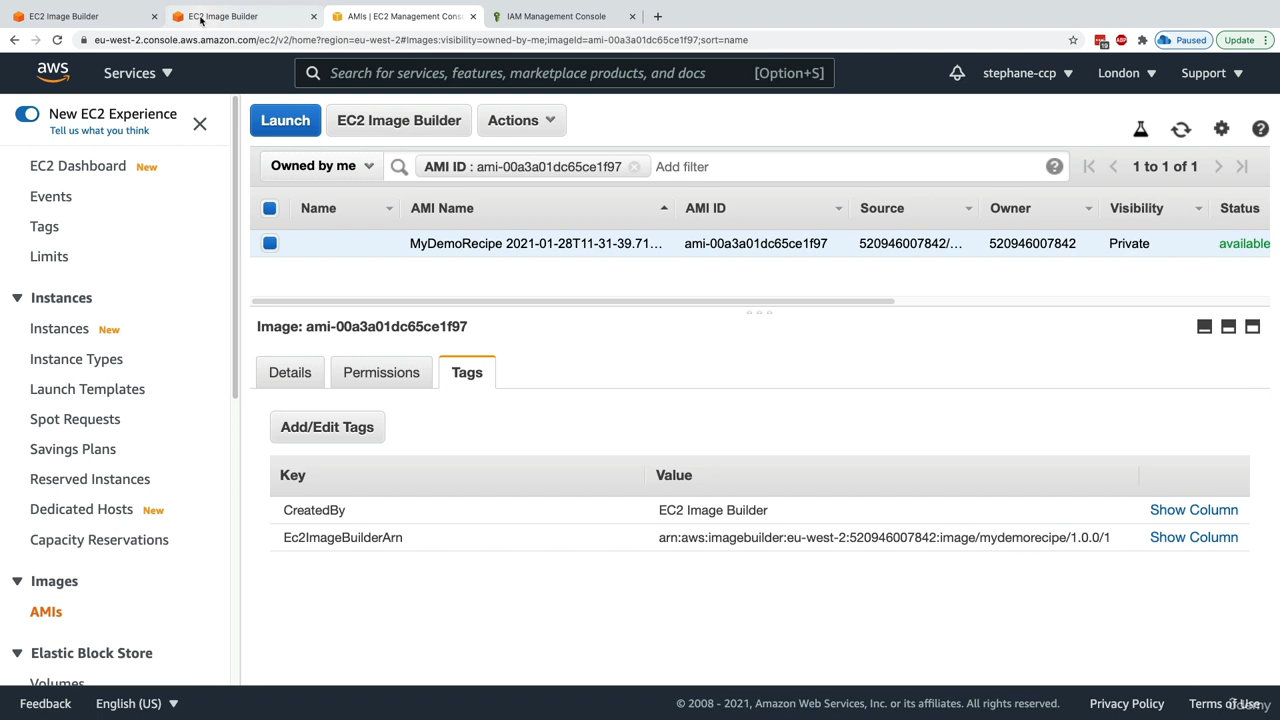 EC2 Image Builder
EC2 Image Builder
AMIs | EC2 Management Conso
IAM Management Console
eu-west-2.console.aws.amazon.com/ec2/v2/home?region=eu-west-2#Images:visibility=owned-by-me;imageId=ami-00a3a01dc65ce1f97;sort=name
Paused
Update
aws
Services
Search for services, features, marketplace products, and docs
[Option+S]
stephane-ccp
London
Support
New EC2 Experience
Tell us what you think
EC2 Dashboard New
Events
Tags
Limits
Instances
Instances New
Instance Types
Launch Templates
Spot Requests
Savings Plans
Reserved Instances
Dedicated Hosts New
Capacity Reservations
Images
AMIs
Elastic Block Store
Volumes
Launch
EC2 Image Builder
Actions
Owned by me
AMI ID : ami-00a3a01dc65ce1f97
Add filter
1 to 1 of 1
Name AMI Name AMI ID Source Owner Visibility Status
MyDemoRecipe 2021-01-28T11-31-39.71... ami-00a3a01dc65ce1f97 520946007842/... 520946007842 Private available
Image: ami-00a3a01dc65ce1f97
Details Permissions Tags
Add/Edit Tags
Key Value
CreatedBy EC2 Image Builder Show Column
Ec2ImageBuilderArn arn:aws:imagebuilder:eu-west-2:520946007842:image/mydemorecipe/1.0.0/1 Show Column
Feedback
English (US)
© 2008 - 2021, Amazon Web Services, Inc. or its affiliates. All rights reserved.
Privacy Policy
Terms of Use
udemy